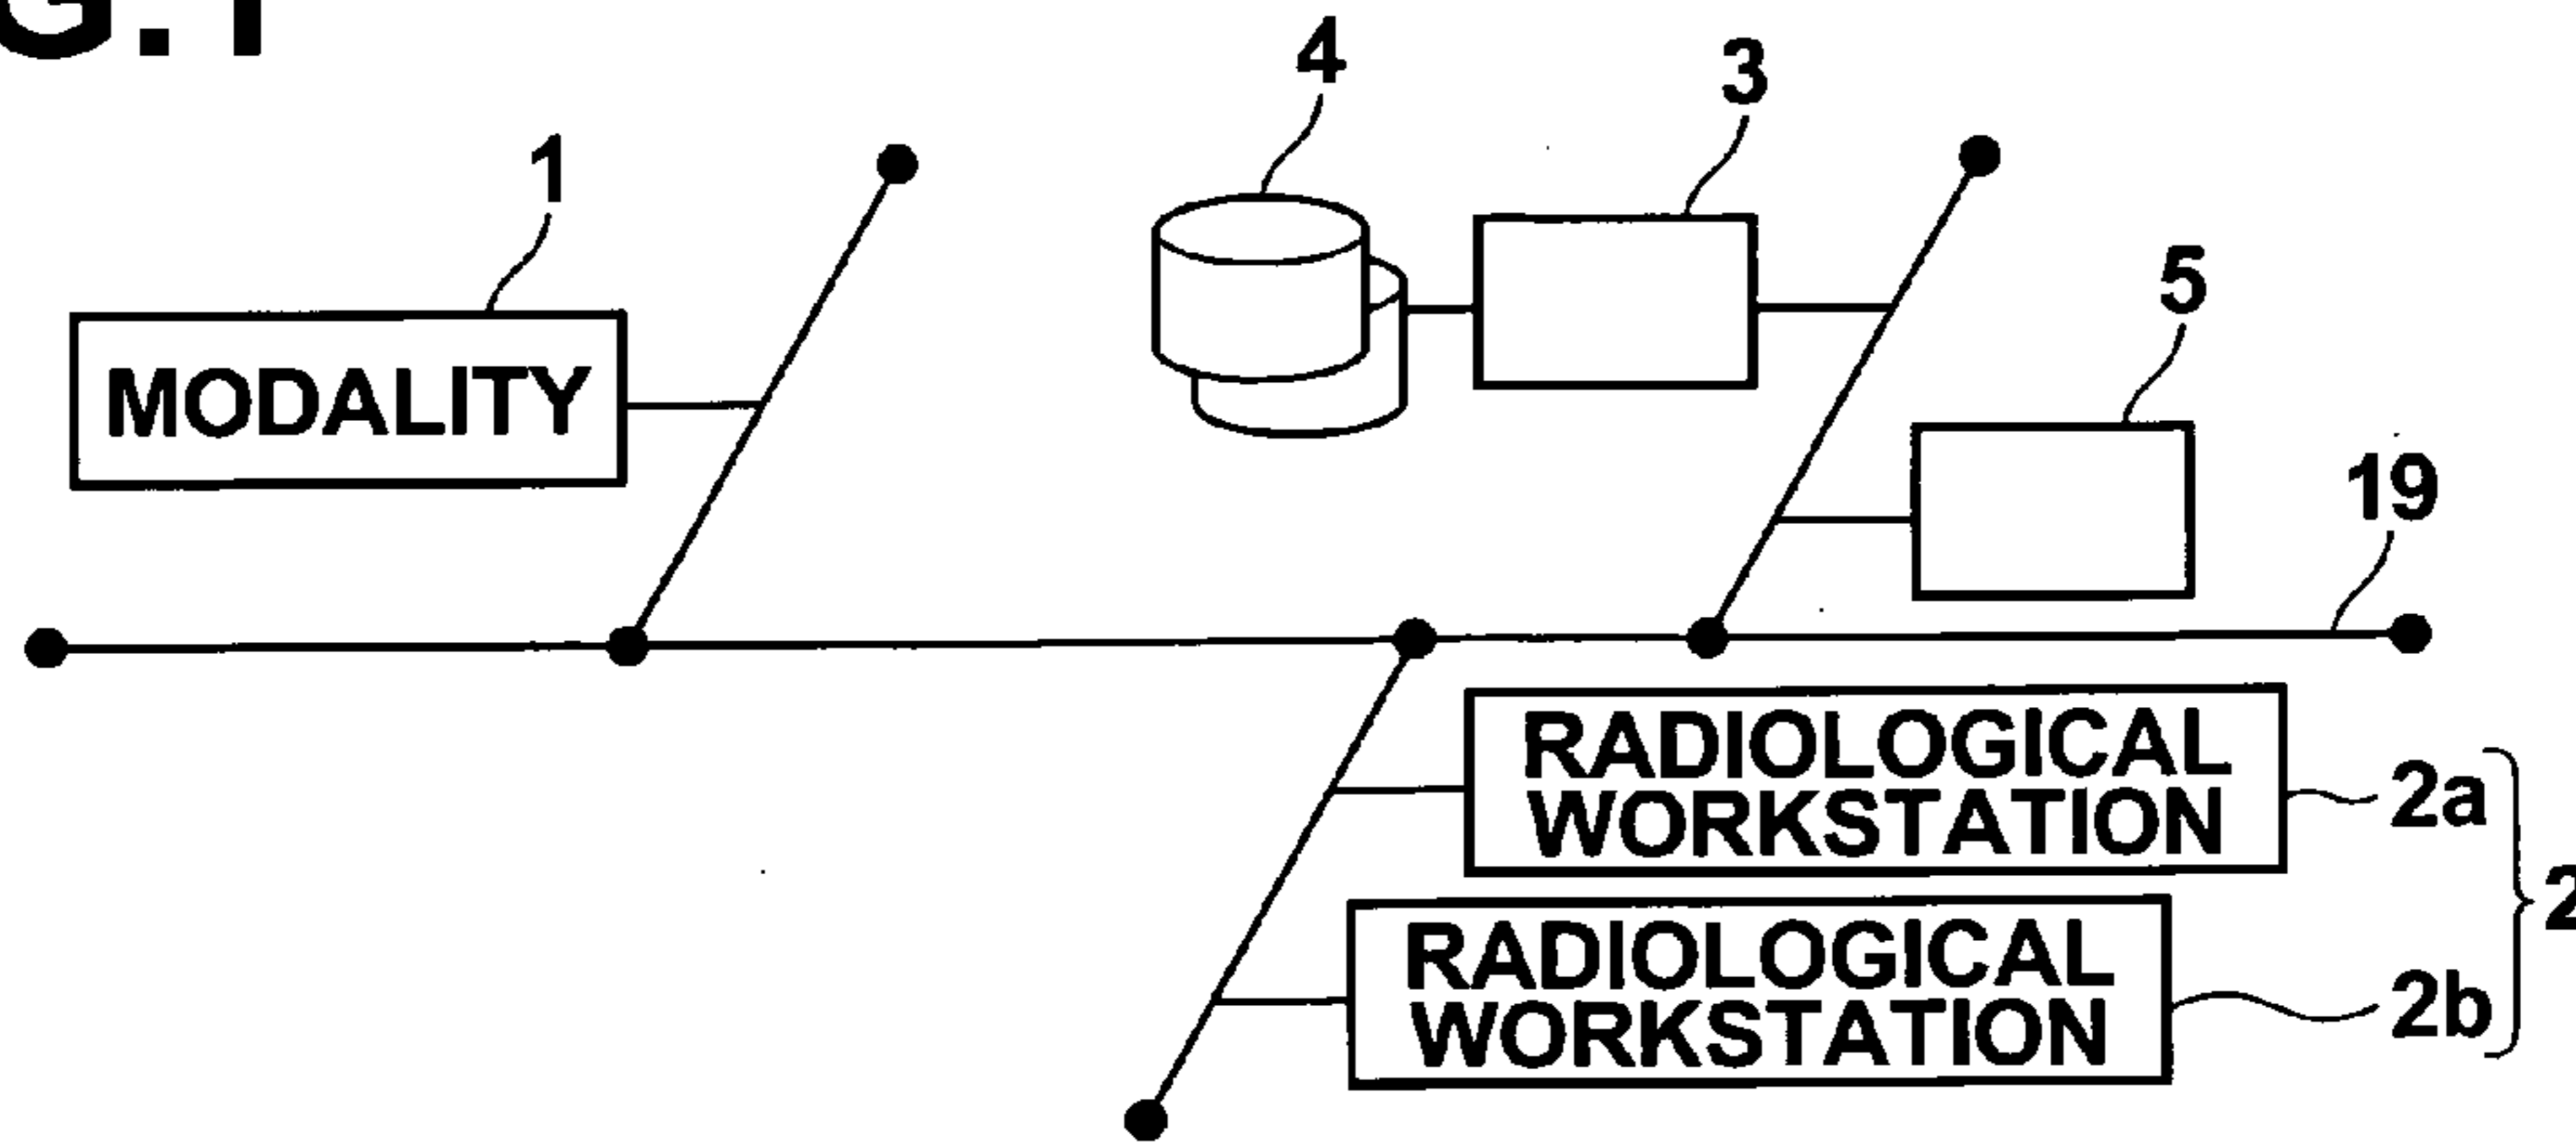 G.1
4
3
1
5
MODALITY
19
RADIOLOGICAL
WORKSTATION
2a
2
RADIOLOGICAL
WORKSTATION
2b